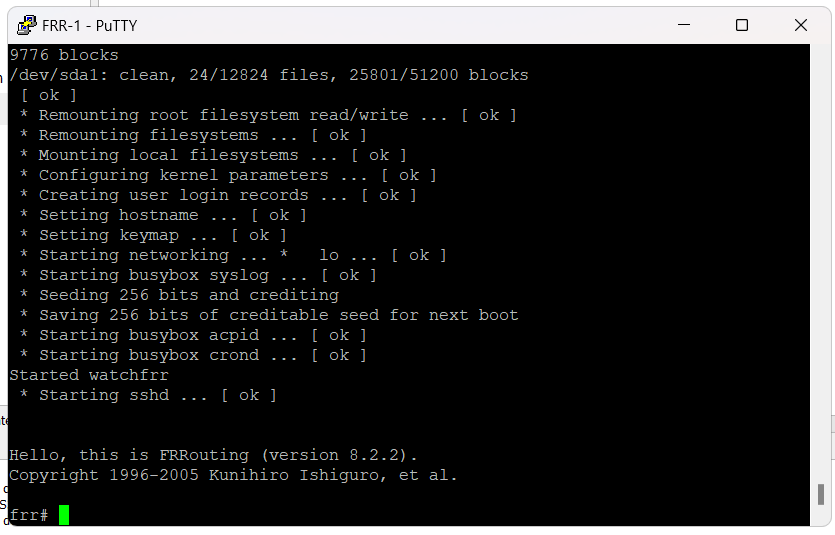 FRR-1 - PuTTY
9776 blocks
/dev/sda1: clean, 24/12824 files, 25801/51200 blocks
[ ok ]
* Remounting root filesystem read/write ... [ ok ]
* Remounting filesystems ... [ ok ]
* Mounting local filesystems ... [ ok ]
* Configuring kernel parameters ... [ ok ]
* Creating user login records ... [ ok ]
* Setting hostname ... [ ok ]
* Setting keymap ... [ ok ]
* Starting networking ... *   lo ... [ ok ]
* Starting busybox syslog ... [ ok ]
* Seeding 256 bits and crediting
* Saving 256 bits of creditable seed for next boot
* Starting busybox acpid ... [ ok ]
* Starting busybox crond ... [ ok ]
Started watchfrr
* Starting sshd ... [ ok ]
Hello, this is FRRouting (version 8.2.2).
Copyright 1996-2005 Kunihiro Ishiguro, et al.
frr#